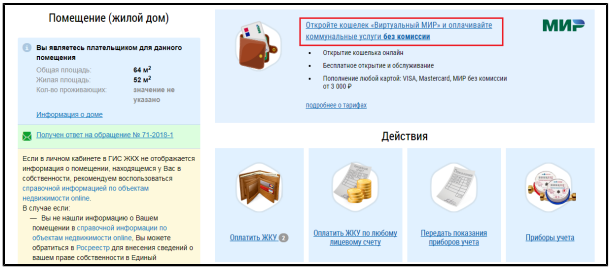 Помещение (жилой дом)
Вы являетесь плательщиком для данного
помещения
Общая площадь: 64 м²
Жилая площадь: 52 м²
Кол-во проживающих: значение не
указано
Информация о доме
Получен ответ на обращение № 71-2018-1
Если в личном кабинете в ГИС ЖКХ не отображается
информация о помещении, находящемся у Вас в
собственности, рекомендуем воспользоваться
справочной информацией по объектам
недвижимости online.
В случае если:
— Вы не нашли информацию о Вашем
помещении в справочной информации по
объектам недвижимости online, Вы можете
обратиться в Росреестр для внесения сведений о
вашем праве собственности в Единый
Откройте кошелек «Виртуальный МИР» и оплачивайте
коммунальные услуги без комиссии
МИР
• Открытие кошелька онлайн
• Бесплатное открытие и обслуживание
• Пополнение любой картой: VISA, Mastercard, МИР без комиссии
от 3 000 ₽
подробнее о тарифах
Действия
Оплатить ЖКУ 2
Оплатить ЖКУ по любому
лицевому счету
Передать показания
приборов учета
Приборы учета